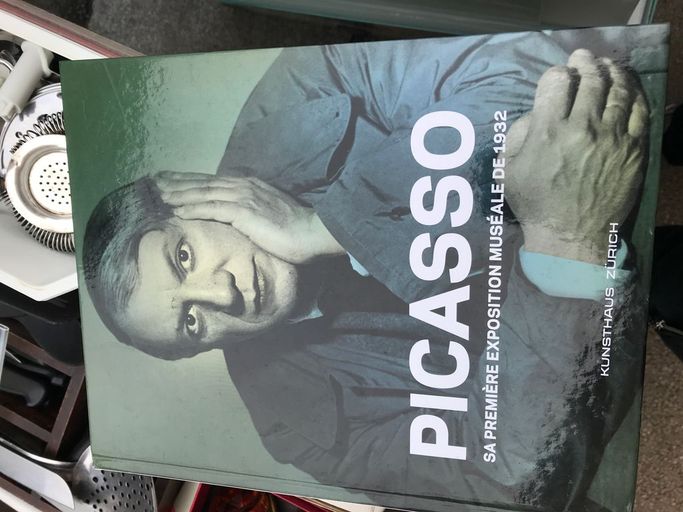 PICASSO
SA PREMIÈRE EXPOSITION MUSÉALE DE 1932
KUNSTHAUS ZÜRICH